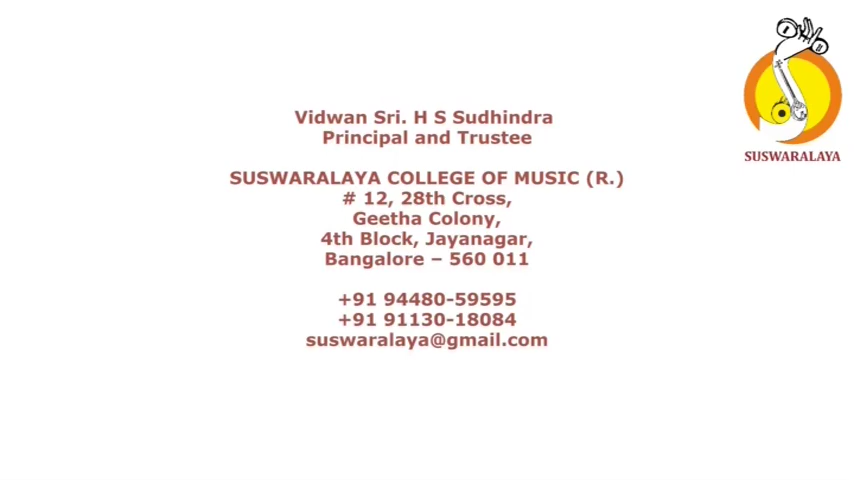 Vidwan Sri. H S Sudhindra
Principal and Trustee
SUSWARALAYA COLLEGE OF MUSIC (R.)
# 12, 28th Cross,
Geetha Colony,
4th Block, Jayanagar,
Bangalore – 560 011
+91 94480-59595
+91 91130-18084
suswaralaya@gmail.com
SUSWARALAYA